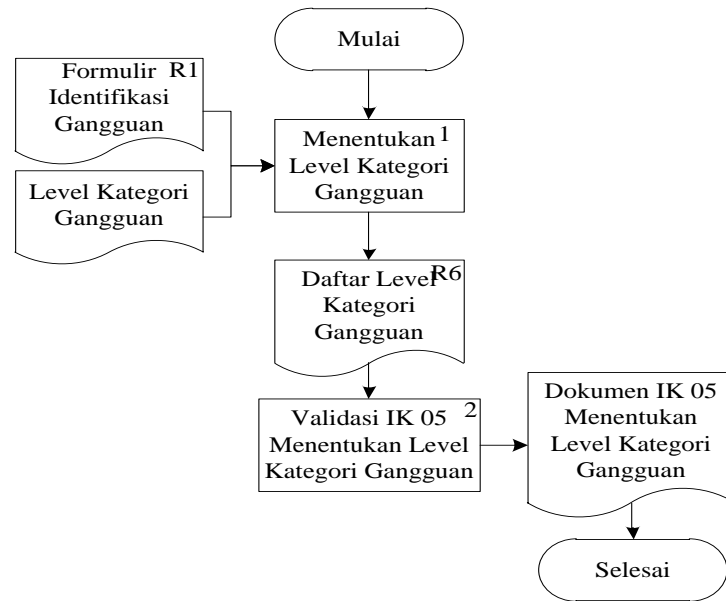 Mulai
Formulir R1
Identifikasi
Gangguan
Level Kategori
Gangguan
Menentukan 1
Level Kategori
Gangguan
Daftar Level R6
Kategori
Gangguan
Validasi IK 05 2
Menentukan Level
Kategori Gangguan
Dokumen IK 05
Menentukan
Level Kategori
Gangguan
Selesai